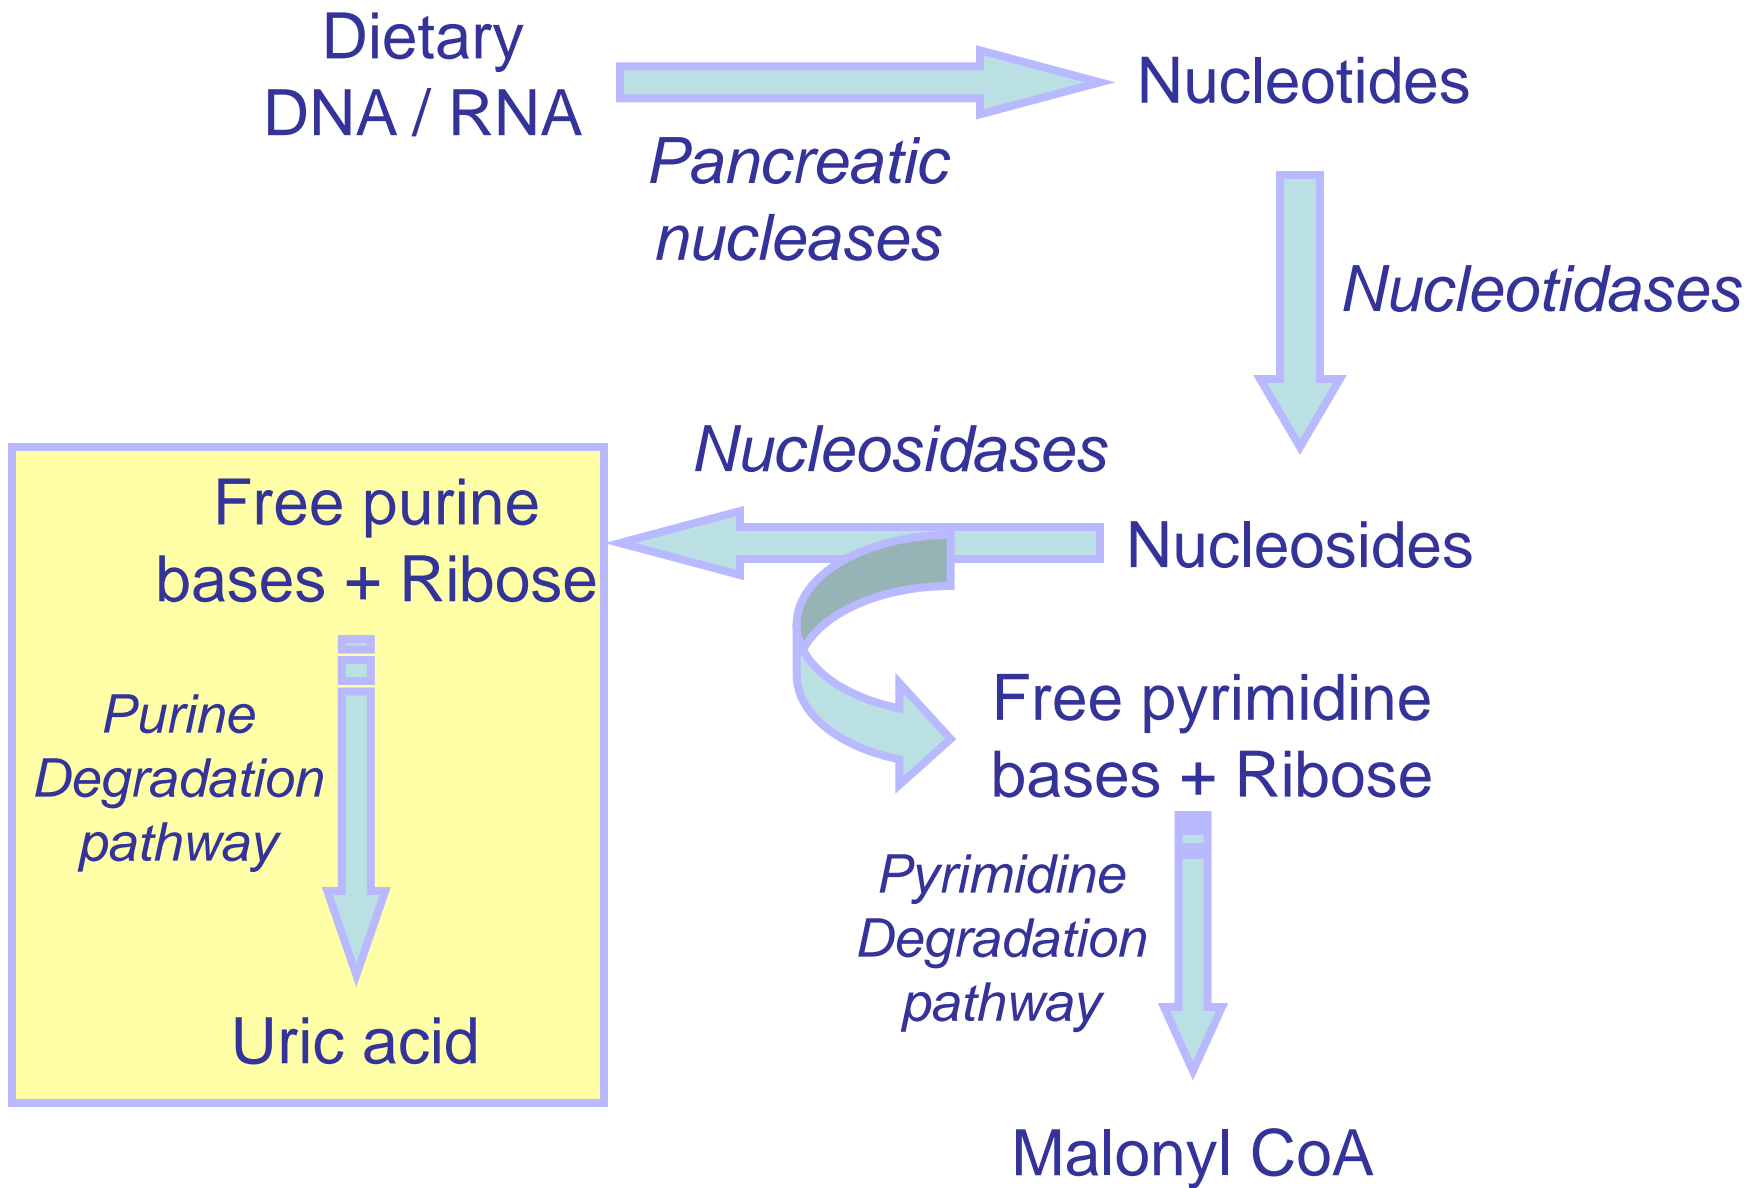 Dietary
DNA / RNA
Nucleotides
Pancreatic
nucleases
Nucleotidases
Nucleosidases
Nucleosides
Free purine
bases + Ribose
Purine
Degradation
pathway
Uric acid
Free pyrimidine
bases + Ribose
Pyrimidine
Degradation
pathway
Malonyl CoA